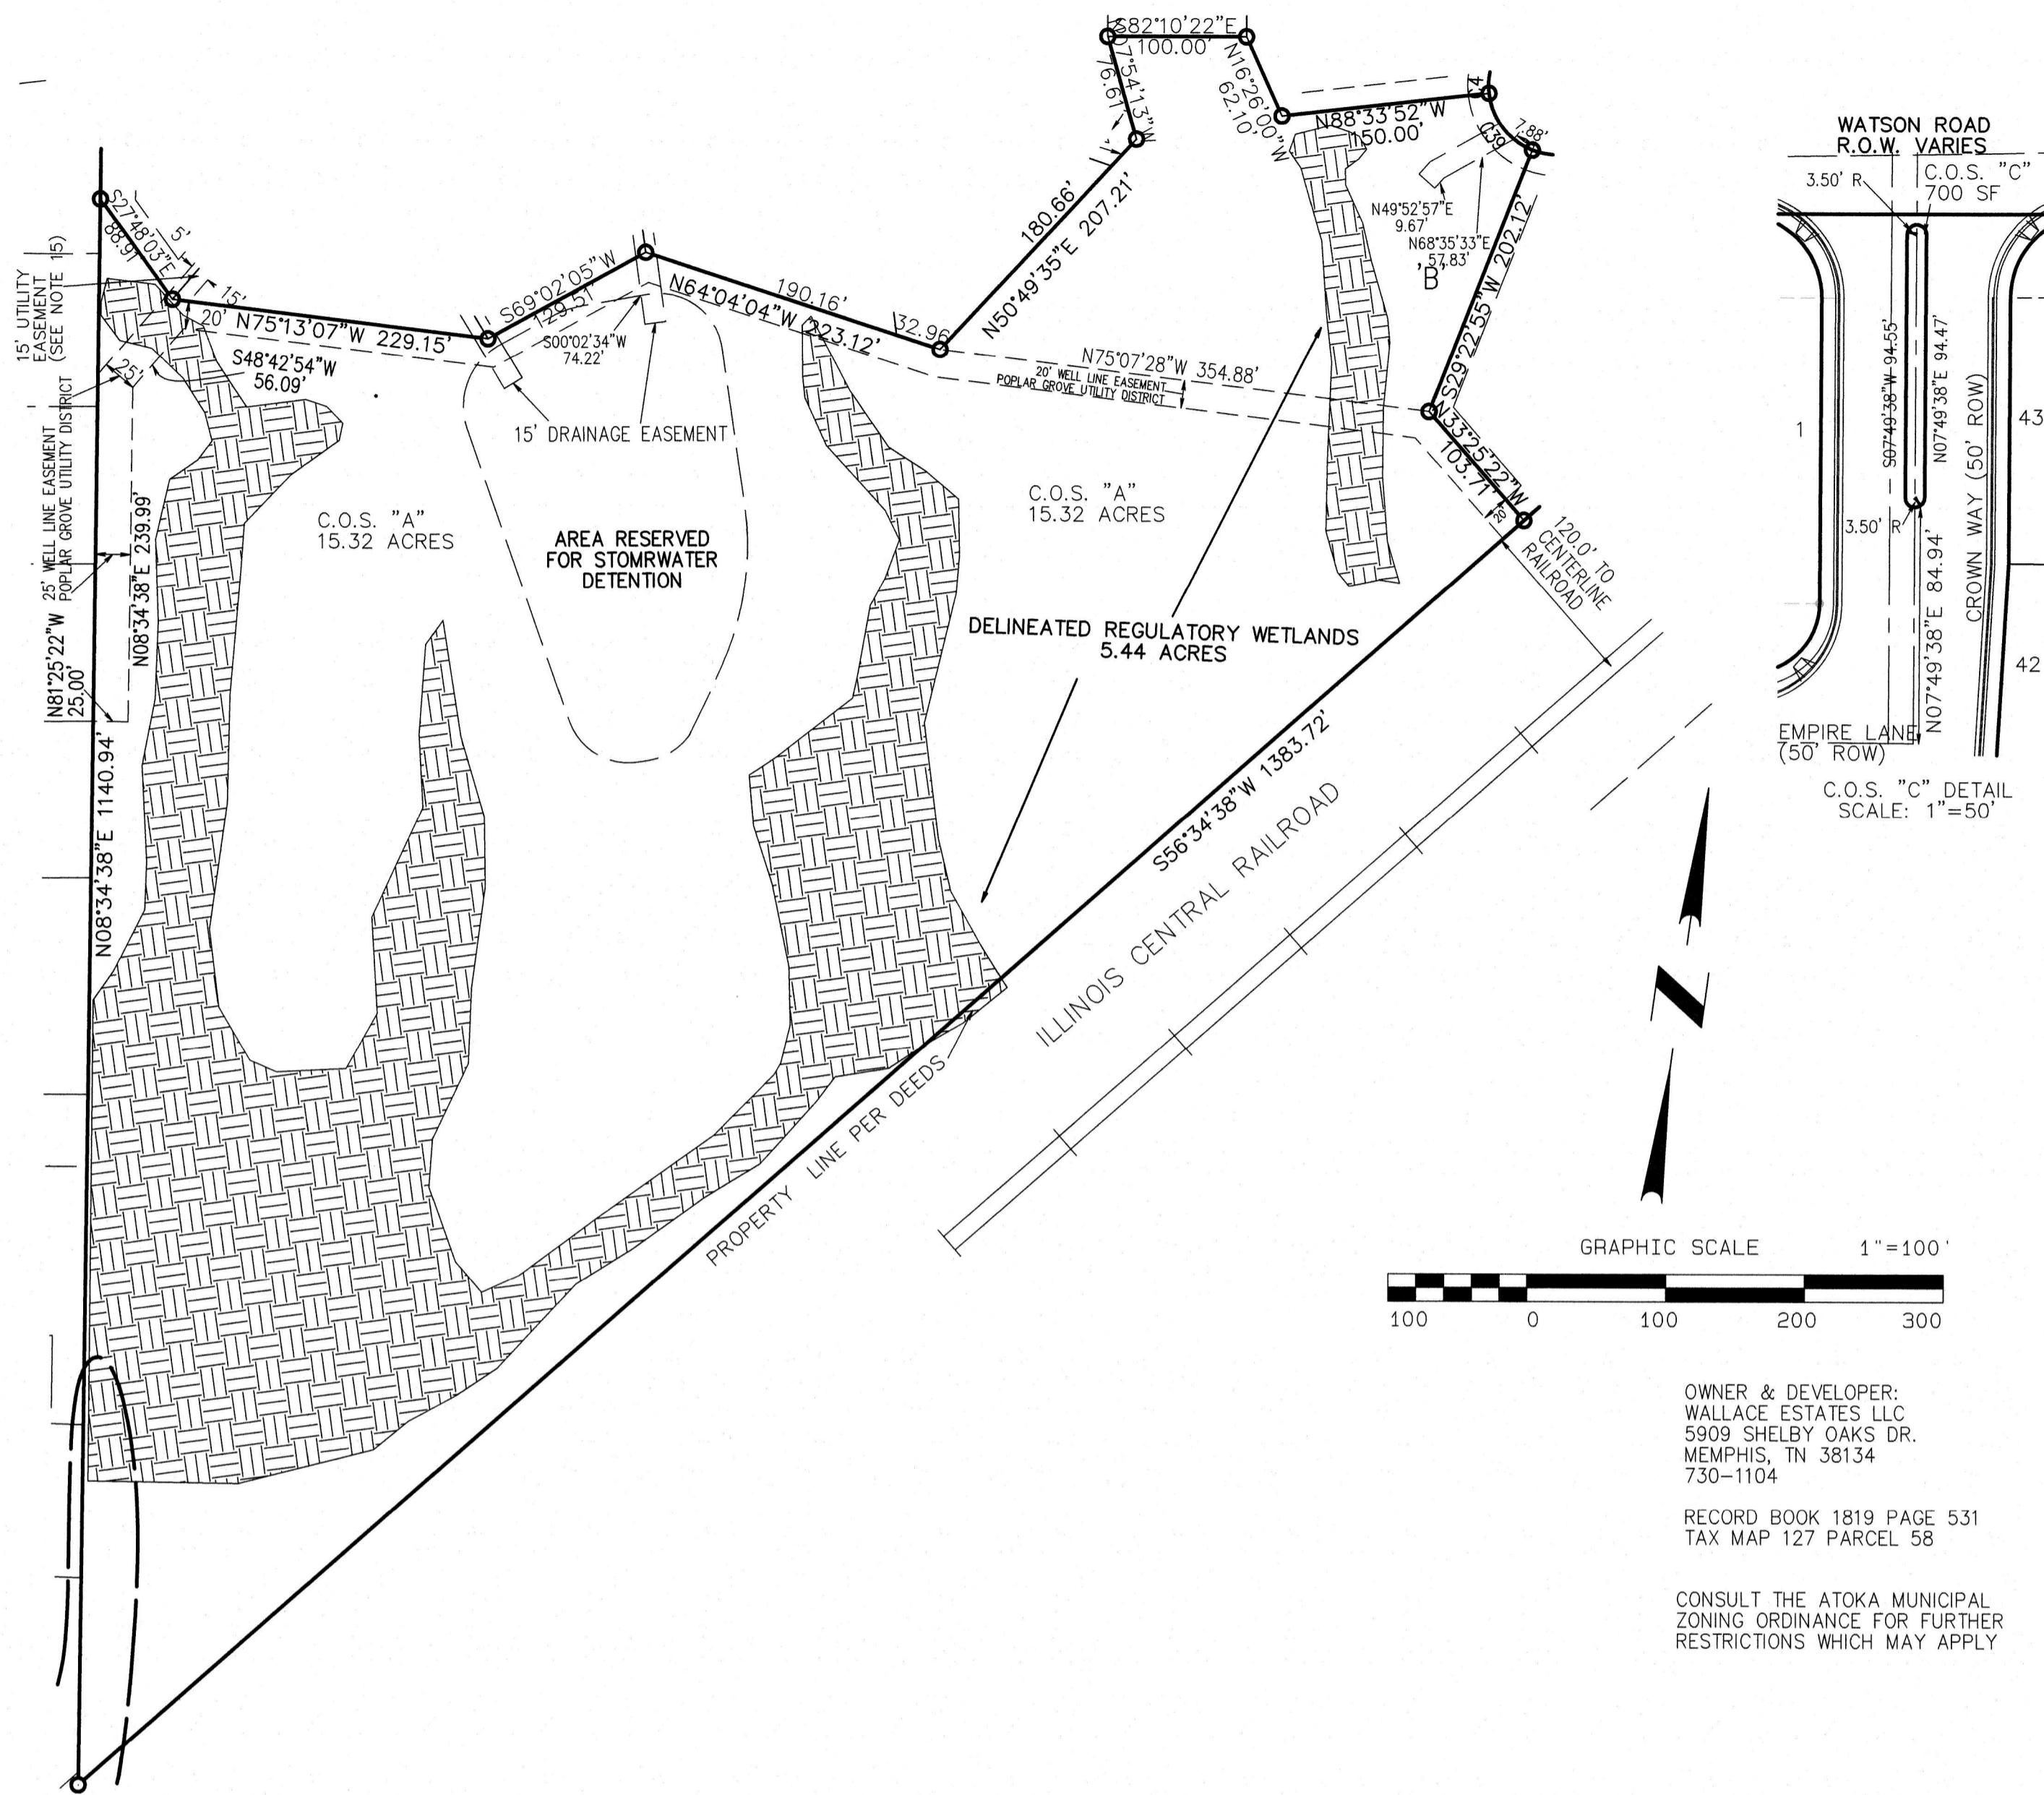 S82°10'22"E
100.00'
N07°54'13"W
76.61'
N16°26'00"W
62.10'
N88°33'52"W
150.00'
C39
7.88'
N49°52'57"E
9.67'
N68°35'33"E
57.83'
'B'
S29°22'55"W 202.12'
180.66'
N50°49'35"E 207.21'
S27°48'03"E
88.91'
5'
15'
20'
N75°13'07"W 229.15'
S69°02'05"W
129.51'
190.16'
N64°04'04"W 223.12'
32.96
S00°02'34"W
74.22'
S48°42'54"W
56.09'
25'
15' UTILITY
EASEMENT
(SEE NOTE 15)
N75°07'28"W 354.88'
20' WELL LINE EASEMENT
POPLAR GROVE UTILITY DISTRICT
N33°25'22"W
103.71'
20'
15' DRAINAGE EASEMENT
25' WELL LINE EASEMENT
POPLAR GROVE UTILITY DISTRICT
N08°34'38"E 239.99'
N81°25'22"W
25.00'
C.O.S. "A"
15.32 ACRES
AREA RESERVED
FOR STOMRWATER
DETENTION
C.O.S. "A"
15.32 ACRES
120.0' TO
CENTERLINE
RAILROAD
DELINEATED REGULATORY WETLANDS
5.44 ACRES
N08°34'38"E 1140.94'
S56°34'38"W 1383.72'
ILLINOIS CENTRAL RAILROAD
PROPERTY LINE PER DEEDS
WATSON ROAD
R.O.W. VARIES
C.O.S. "C"
700 SF
3.50' R
S07°49'38"W 94.55'
N07°49'38"E 94.47'
1
43
3.50' R
CROWN WAY (50' ROW)
N07°49'38"E 84.94'
42
EMPIRE LANE
(50' ROW)
C.O.S. "C" DETAIL
SCALE: 1"=50'
N
GRAPHIC SCALE 1"=100'
100 0 100 200 300
OWNER & DEVELOPER:
WALLACE ESTATES LLC
5909 SHELBY OAKS DR.
MEMPHIS, TN 38134
730-1104
RECORD BOOK 1819 PAGE 531
TAX MAP 127 PARCEL 58
CONSULT THE ATOKA MUNICIPAL
ZONING ORDINANCE FOR FURTHER
RESTRICTIONS WHICH MAY APPLY